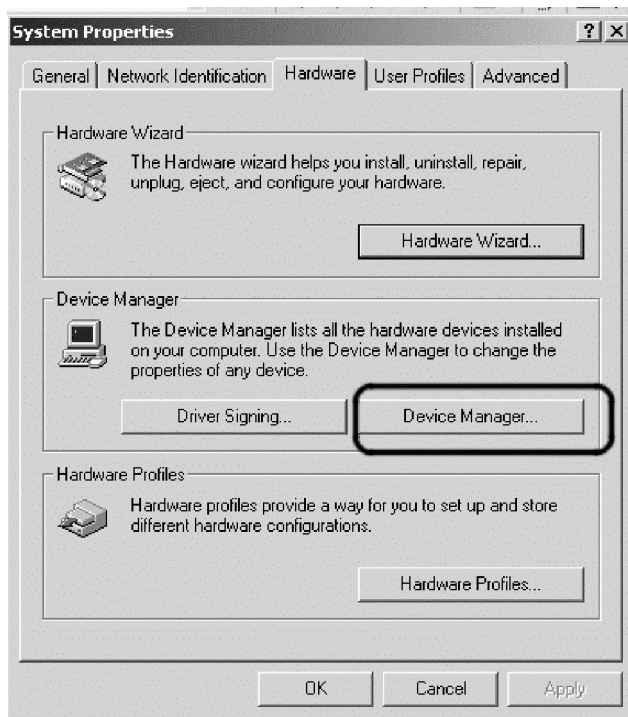 System Properties
? ×
General Network Identification Hardware User Profiles Advanced
Hardware Wizard
The Hardware wizard helps you install, uninstall, repair,
unplug, eject, and configure your hardware.
Hardware Wizard...
Device Manager
The Device Manager lists all the hardware devices installed
on your computer. Use the Device Manager to change the
properties of any device.
Driver Signing... Device Manager...
Hardware Profiles
Hardware profiles provide a way for you to set up and store
different hardware configurations.
Hardware Profiles...
OK Cancel Apply